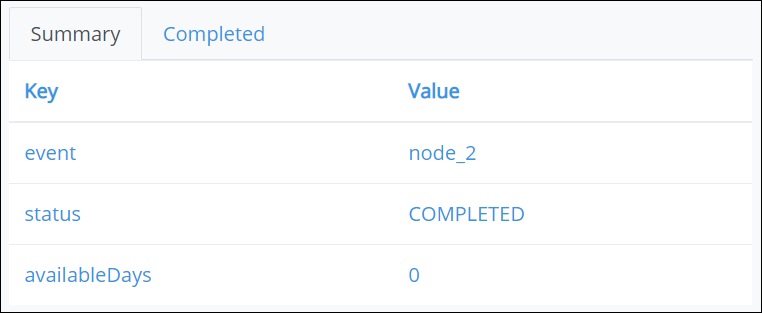 Summary Completed
Key Value
event node_2
status COMPLETED
availableDays 0